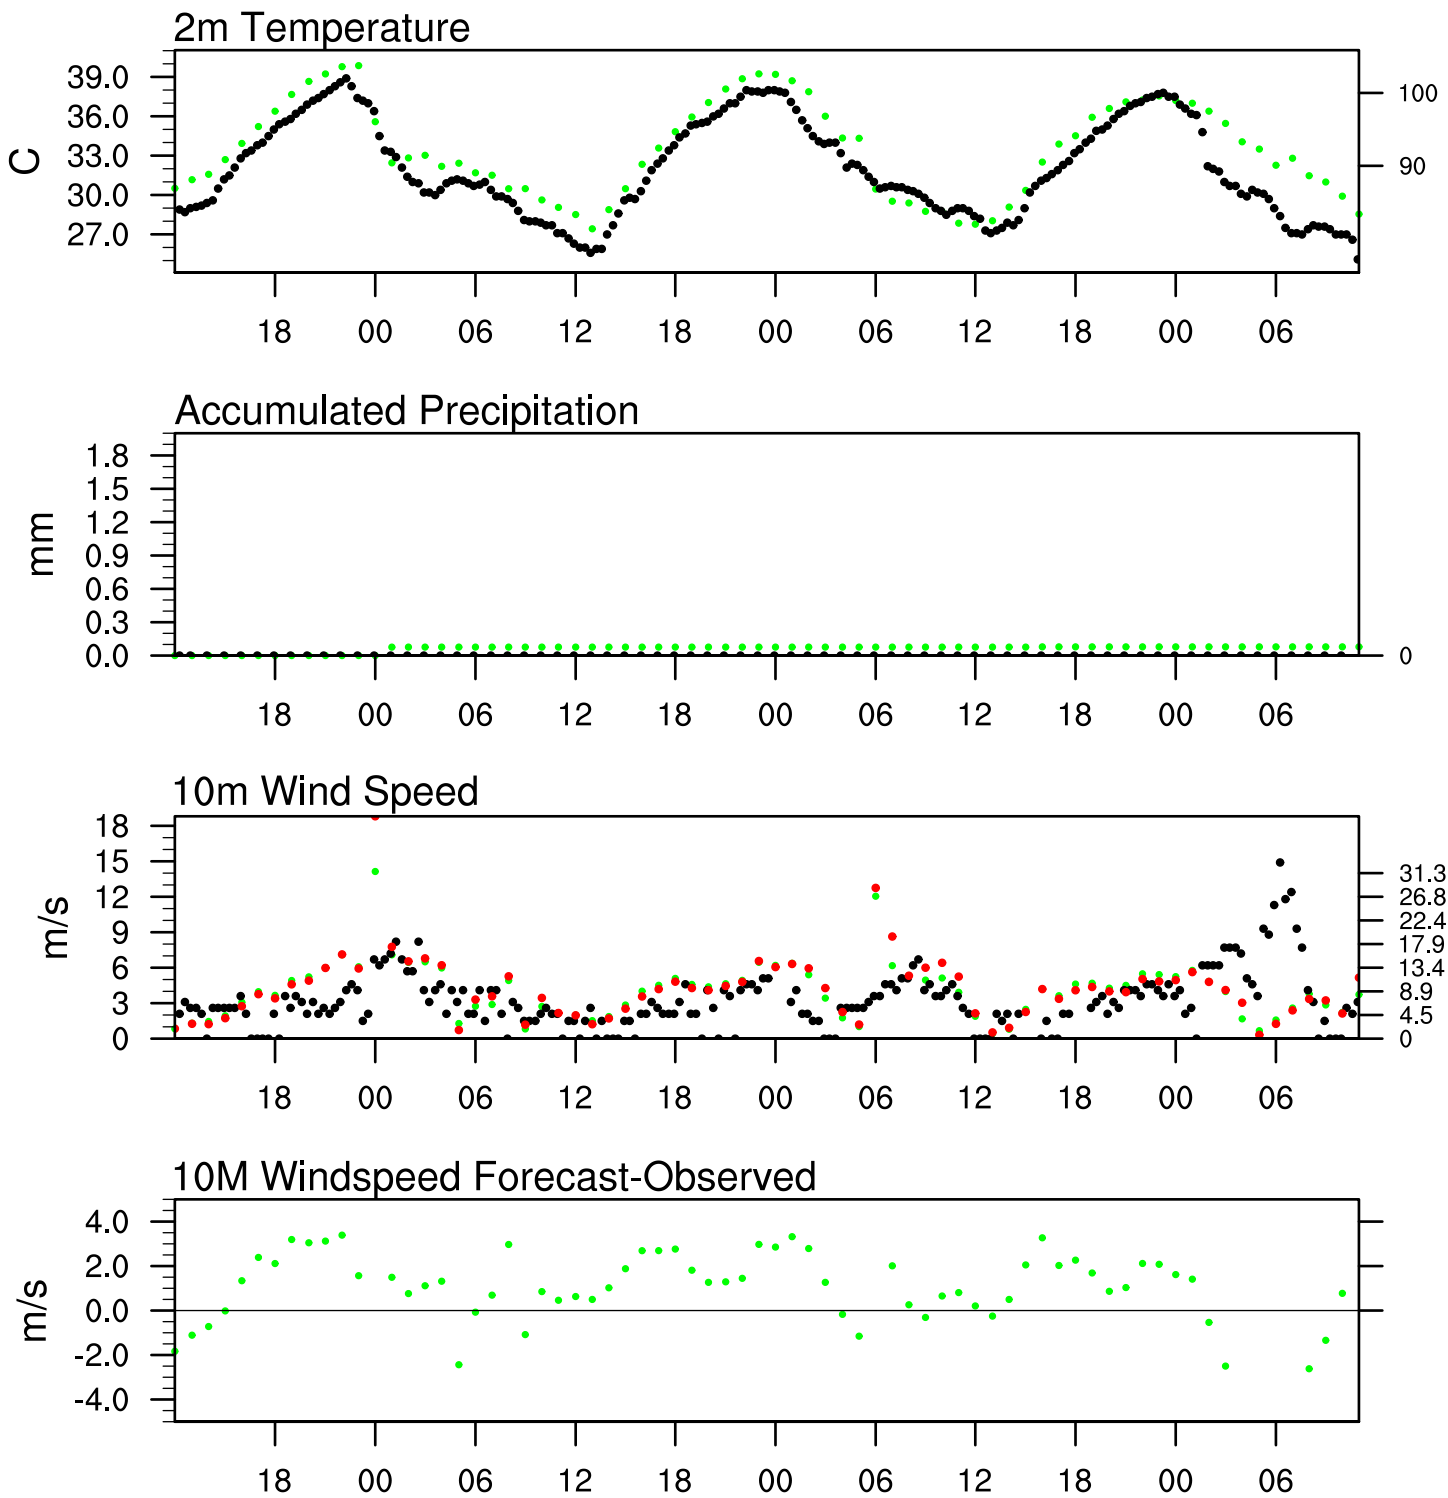 2m Temperature
39.0
36.0
33.0
30.0
27.0
C
100
90
18 00 06 12 18 00 06 12 18 00 06
Accumulated Precipitation
1.8
1.5
1.2
0.9
0.6
0.3
0.0
mm
0
18 00 06 12 18 00 06 12 18 00 06
10m Wind Speed
18
15
12
9
6
3
0
m/s
31.3
26.8
22.4
17.9
13.4
8.9
4.5
0
18 00 06 12 18 00 06 12 18 00 06
10M Windspeed Forecast-Observed
4.0
2.0
0.0
-2.0
-4.0
m/s
18 00 06 12 18 00 06 12 18 00 06